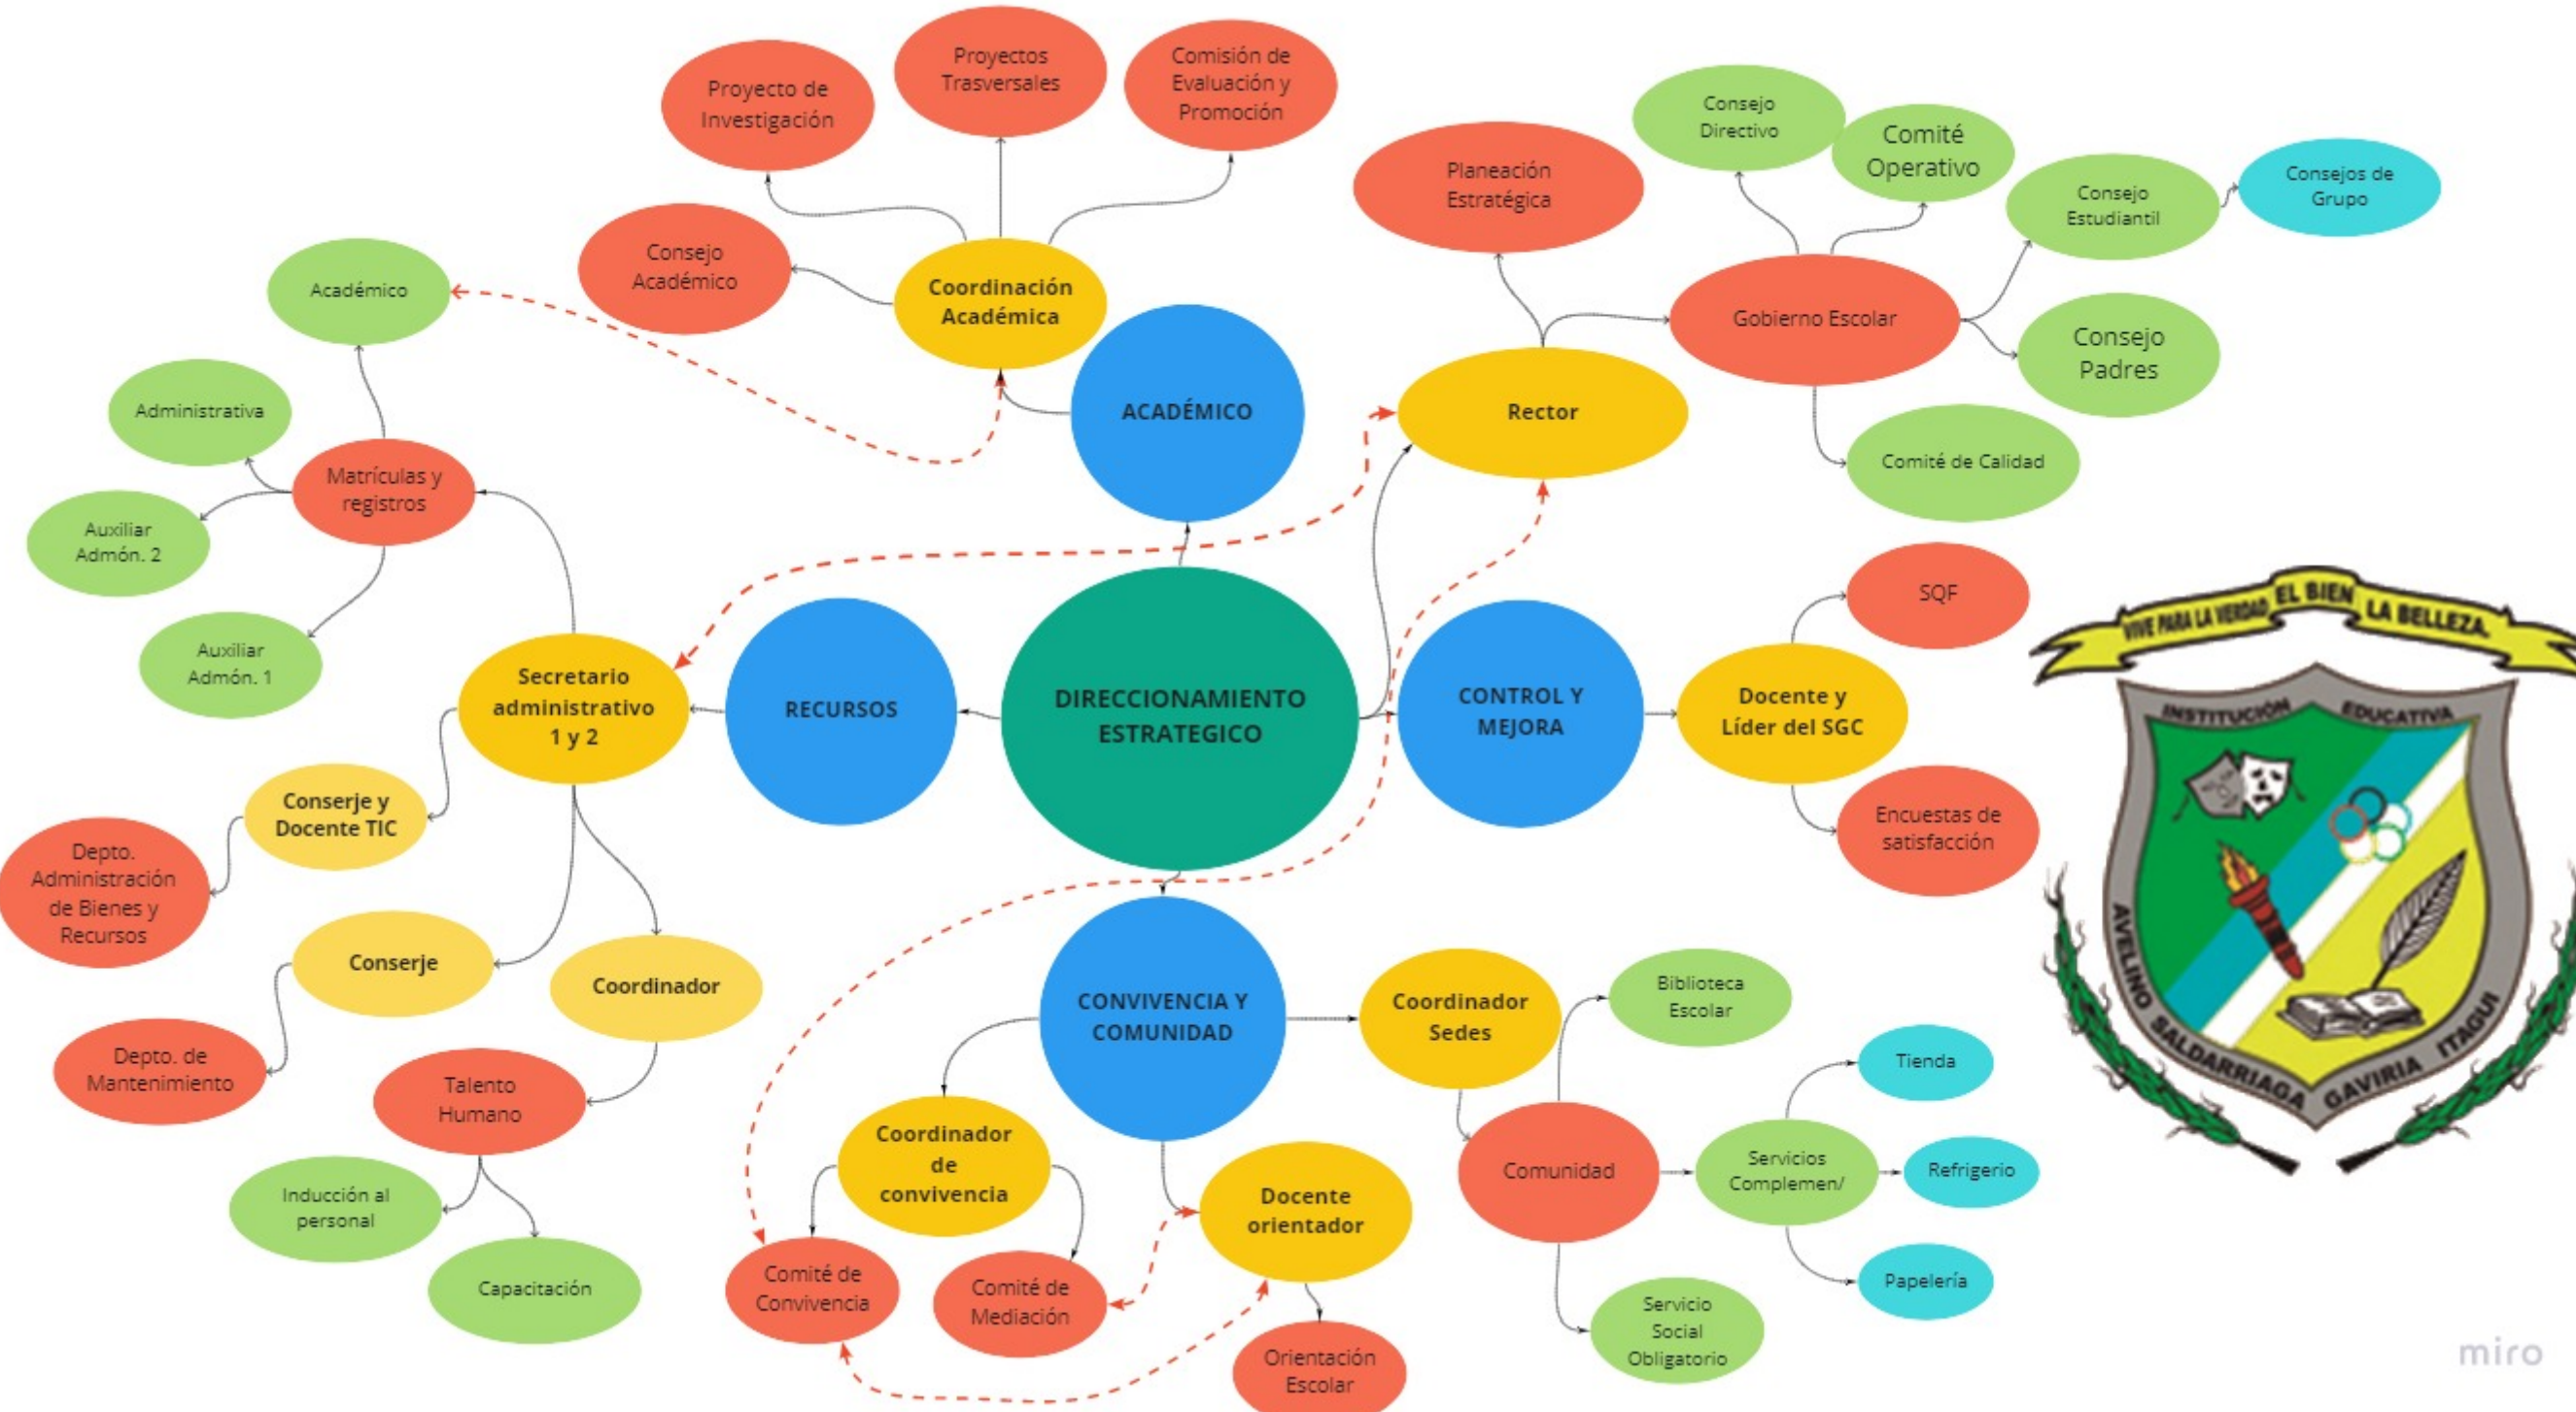 Proyecto de
Investigación
Proyectos
Trasversales
Comisión de
Evaluación y
Promoción
Consejo
Académico
Coordinación
Académica
ACADÉMICO
Planeación
Estratégica
Consejo
Directivo
Comité
Operativo
Consejo
Estudiantil
Consejos de
Grupo
Gobierno Escolar
Consejo
Padres
Rector
Comité de Calidad
Académico
Administrativa
Matrículas y
registros
Auxiliar
Admón. 2
Auxiliar
Admón. 1
Secretario
administrativo
1 y 2
RECURSOS
DIRECCIONAMIENTO
ESTRATEGICO
CONTROL Y
MEJORA
Docente y
Líder del SGC
SQF
Encuestas de
satisfacción
Conserje y
Docente TIC
Depto.
Administración
de Bienes y
Recursos
Conserje
Coordinador
Depto. de
Mantenimiento
Talento
Humano
Inducción al
personal
Capacitación
CONVIVENCIA Y
COMUNIDAD
Coordinador
Sedes
Biblioteca
Escolar
Coordinador
de
convivencia
Docente
orientador
Comunidad
Servicios
Complemen/
Tienda
Refrigerio
Papelería
Comité de
Convivencia
Comité de
Mediación
Orientación
Escolar
Servicio
Social
Obligatorio
VIVE PARA LA VERDAD EL BIEN LA BELLEZA.
INSTITUCIÓN EDUCATIVA
AVELINO SALDARRIAGA GAVIRIA ITAGUI
miro